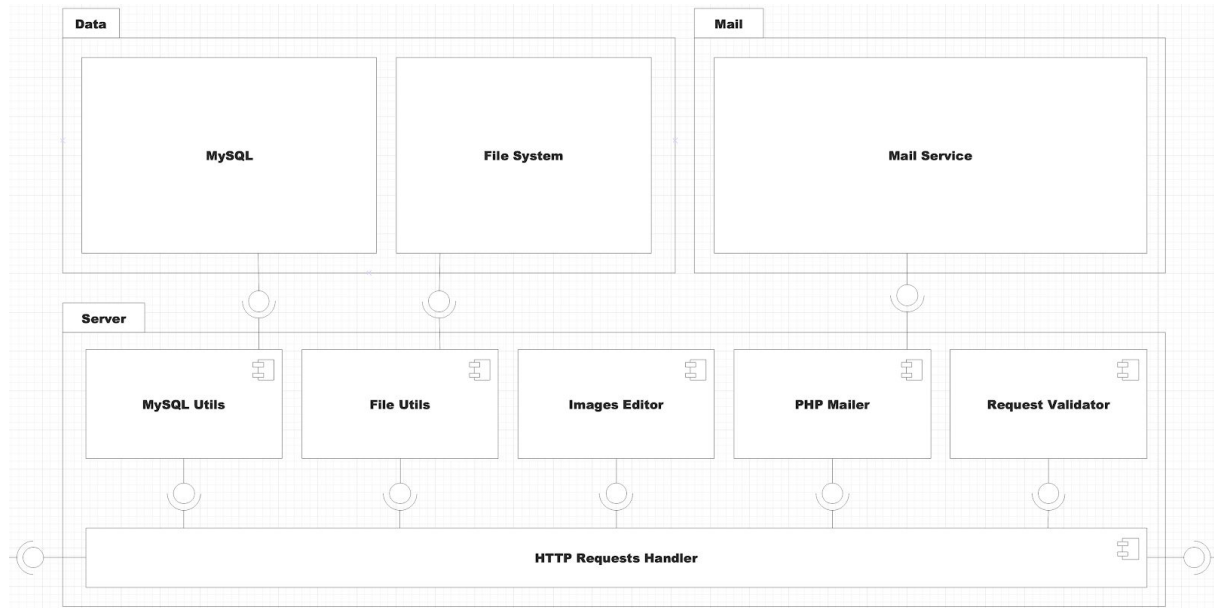 Data
Mail
MySQL
File System
Mail Service
Server
MySQL Utils
File Utils
Images Editor
PHP Mailer
Request Validator
HTTP Requests Handler